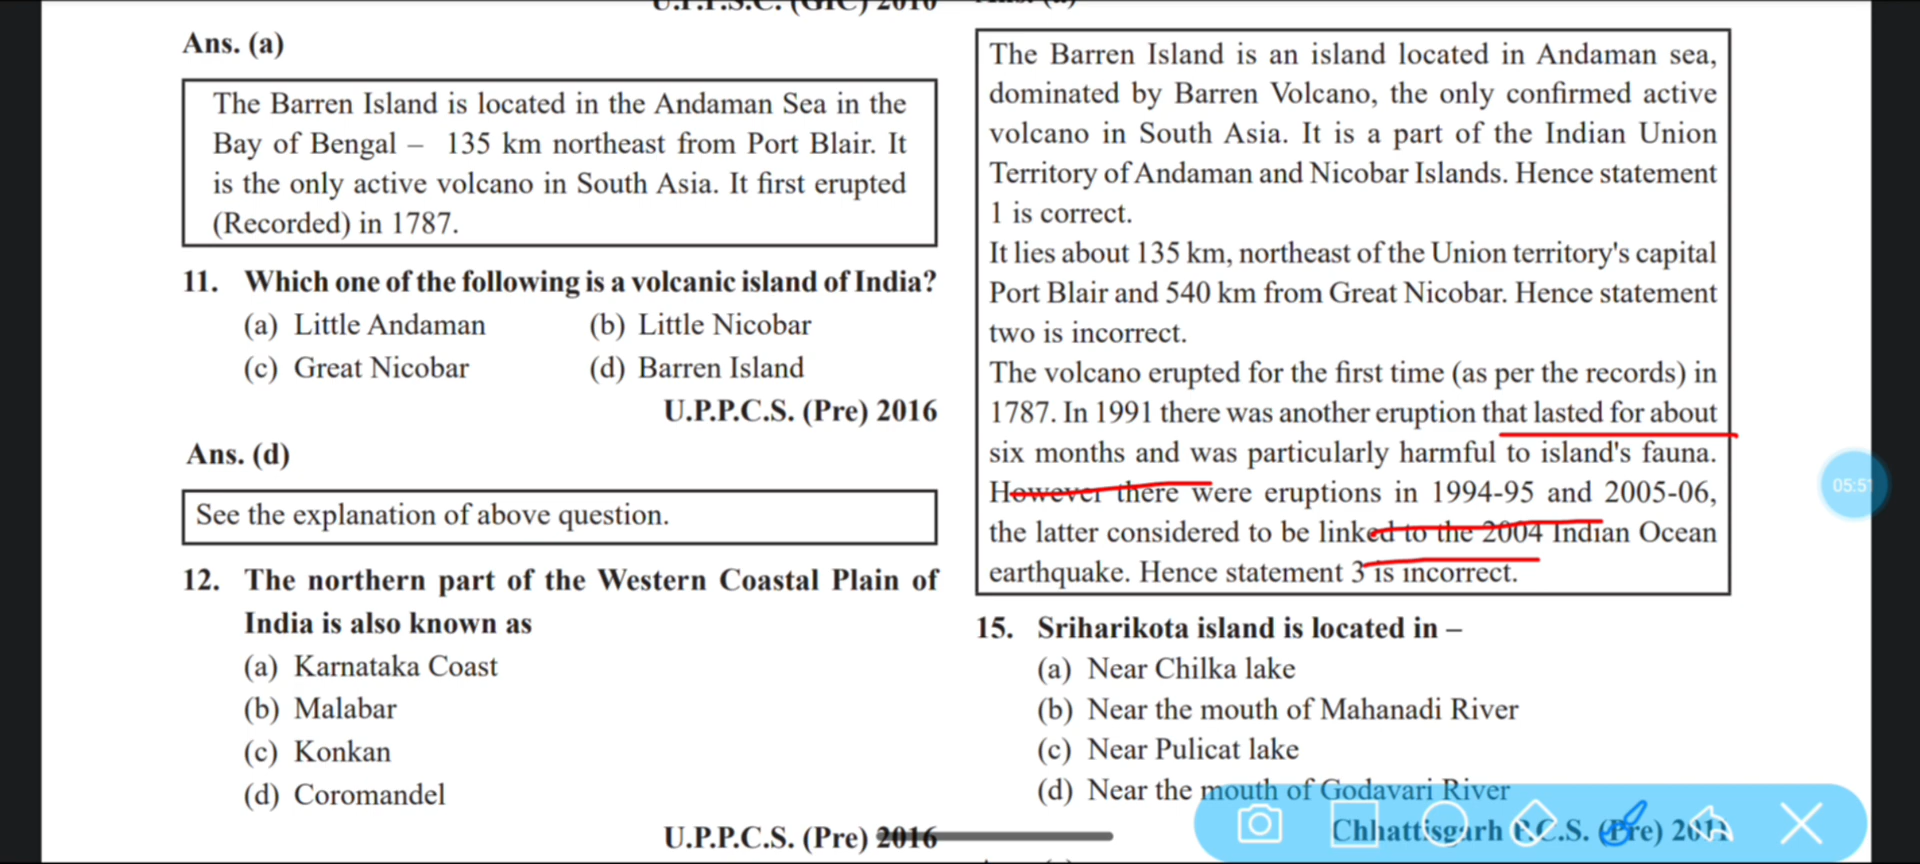 U.P.P.S.C. (GIC) 2010
Ans. (a)
The Barren Island is located in the Andaman Sea in the
Bay of Bengal – 135 km northeast from Port Blair. It
is the only active volcano in South Asia. It first erupted
(Recorded) in 1787.
11. Which one of the following is a volcanic island of India?
(a) Little Andaman (b) Little Nicobar
(c) Great Nicobar (d) Barren Island
U.P.P.C.S. (Pre) 2016
Ans. (d)
See the explanation of above question.
12. The northern part of the Western Coastal Plain of
India is also known as
(a) Karnataka Coast
(b) Malabar
(c) Konkan
(d) Coromandel
U.P.P.C.S. (Pre) 2016
The Barren Island is an island located in Andaman sea,
dominated by Barren Volcano, the only confirmed active
volcano in South Asia. It is a part of the Indian Union
Territory of Andaman and Nicobar Islands. Hence statement
1 is correct.
It lies about 135 km, northeast of the Union territory's capital
Port Blair and 540 km from Great Nicobar. Hence statement
two is incorrect.
The volcano erupted for the first time (as per the records) in
1787. In 1991 there was another eruption that lasted for about
six months and was particularly harmful to island's fauna.
However there were eruptions in 1994-95 and 2005-06,
the latter considered to be linked to the 2004 Indian Ocean
earthquake. Hence statement 3 is incorrect.
15. Sriharikota island is located in –
(a) Near Chilka lake
(b) Near the mouth of Mahanadi River
(c) Near Pulicat lake
(d) Near the mouth of Godavari River
Chhattisgarh P.C.S. (Pre)